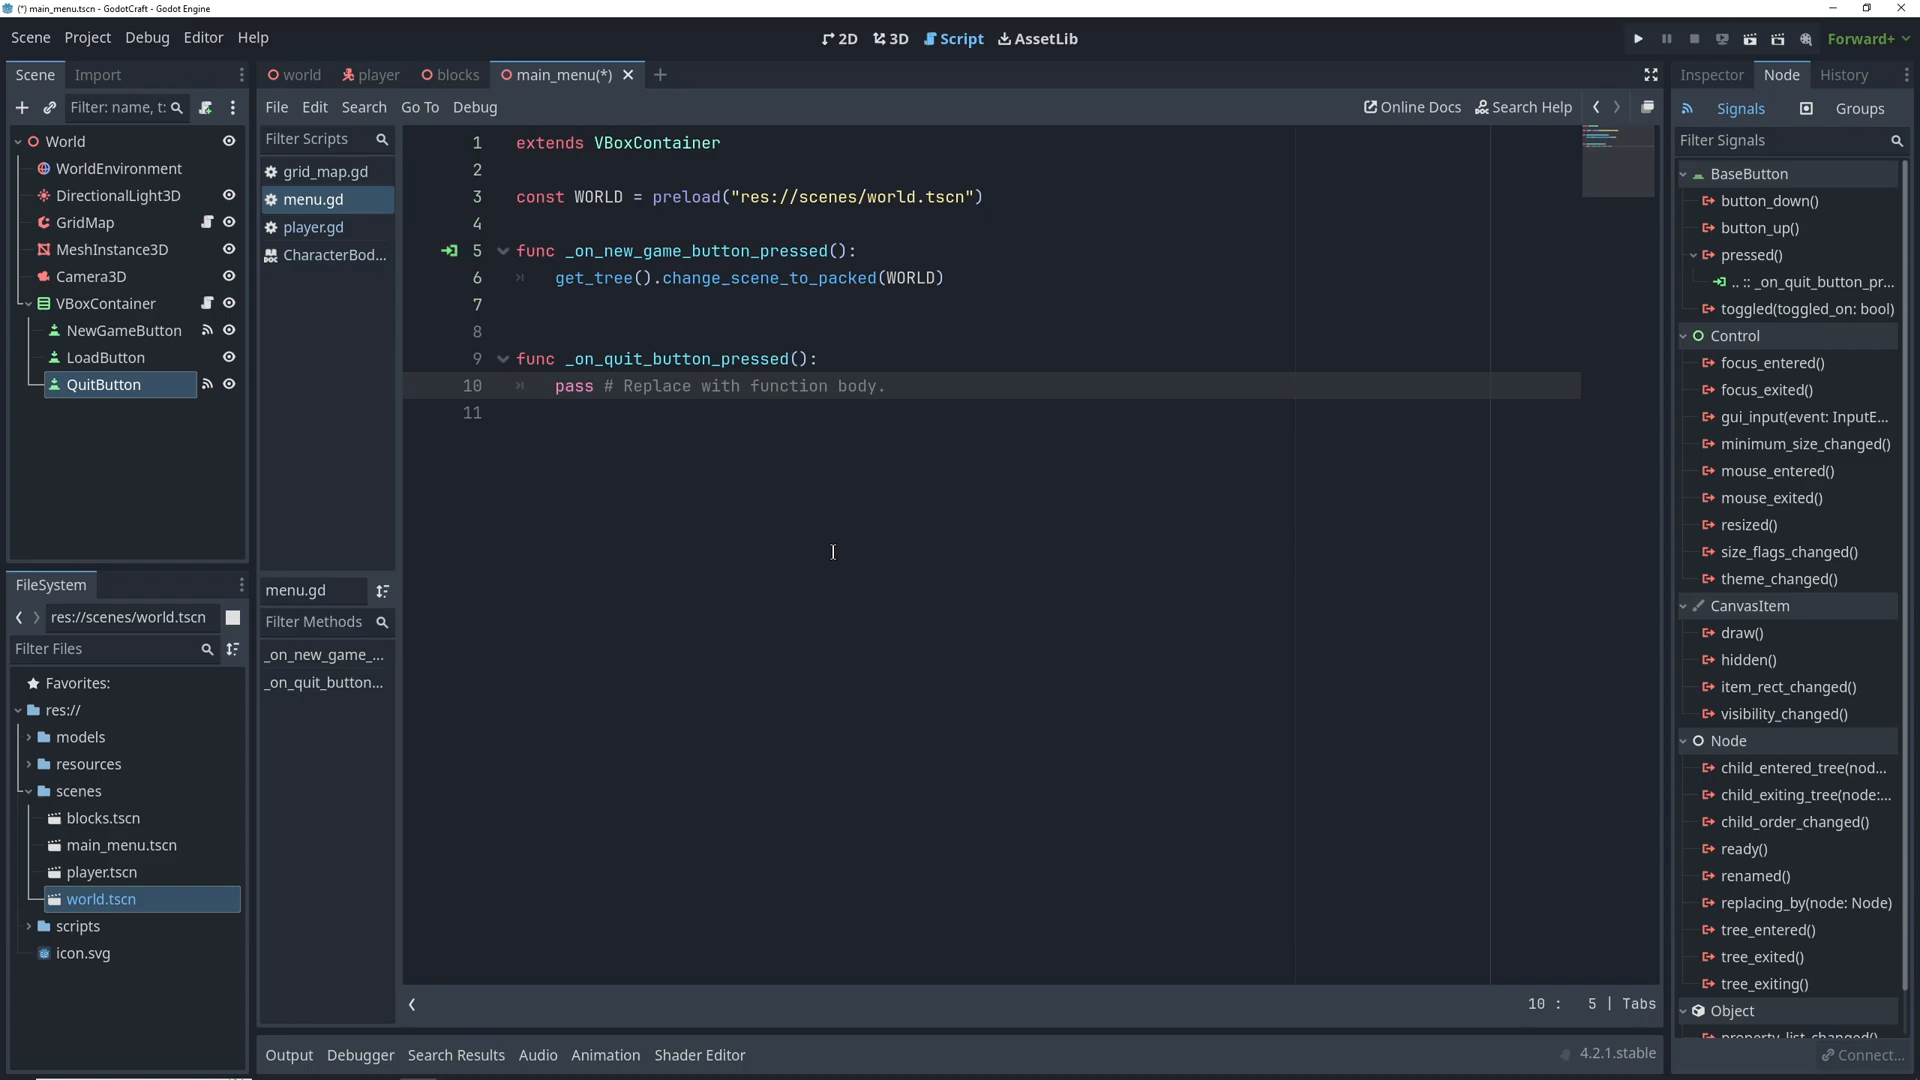 (*) main_menu.tscn - GodotCraft - Godot Engine
Scene Project Debug Editor Help
2D 3D Script AssetLib
Forward+
Scene Import
world player blocks main_menu(*)
Inspector Node History
Filter: name, t:
File Edit Search Go To Debug
Online Docs Search Help
Signals Groups
World
WorldEnvironment
DirectionalLight3D
GridMap
MeshInstance3D
Camera3D
VBoxContainer
NewGameButton
LoadButton
QuitButton
FileSystem
res://scenes/world.tscn
Filter Files
Favorites:
res://
models
resources
scenes
blocks.tscn
main_menu.tscn
player.tscn
world.tscn
scripts
icon.svg
Filter Scripts
grid_map.gd
menu.gd
player.gd
CharacterBod...
menu.gd
Filter Methods
_on_new_game_...
_on_quit_button...
1 extends VBoxContainer
2
3 const WORLD = preload("res://scenes/world.tscn")
4
5 func _on_new_game_button_pressed():
6 get_tree().change_scene_to_packed(WORLD)
7
8
9 func _on_quit_button_pressed():
10 pass # Replace with function body.
11
10 : 5 | Tabs
Output Debugger Search Results Audio Animation Shader Editor
4.2.1.stable
Filter Signals
BaseButton
button_down()
button_up()
pressed()
.. :: _on_quit_button_pr...
toggled(toggled_on: bool)
Control
focus_entered()
focus_exited()
gui_input(event: InputE...
minimum_size_changed()
mouse_entered()
mouse_exited()
resized()
size_flags_changed()
theme_changed()
CanvasItem
draw()
hidden()
item_rect_changed()
visibility_changed()
Node
child_entered_tree(nod...
child_exiting_tree(node:...
child_order_changed()
ready()
renamed()
replacing_by(node: Node)
tree_entered()
tree_exited()
tree_exiting()
Object
property_list_changed()
Connect...